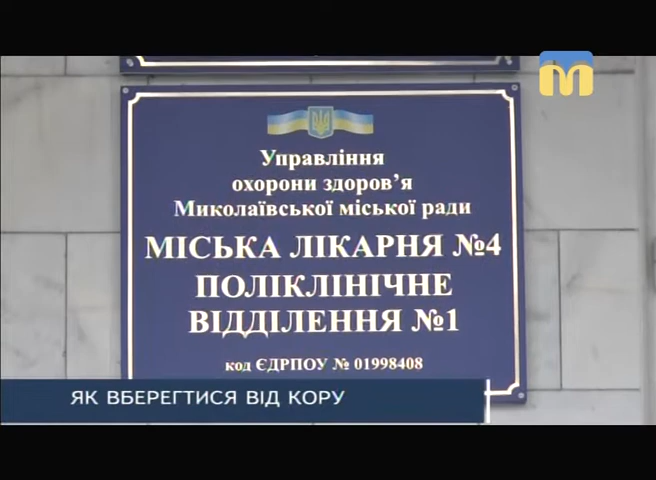 Управління
охорони здоров'я
Миколаївської міської ради
МІСЬКА ЛІКАРНЯ №4
ПОЛІКЛІНІЧНЕ
ВІДДІЛЕННЯ №1
код ЄДРПОУ № 01998408
ЯК ВБЕРЕГТИСЯ ВІД КОРУ